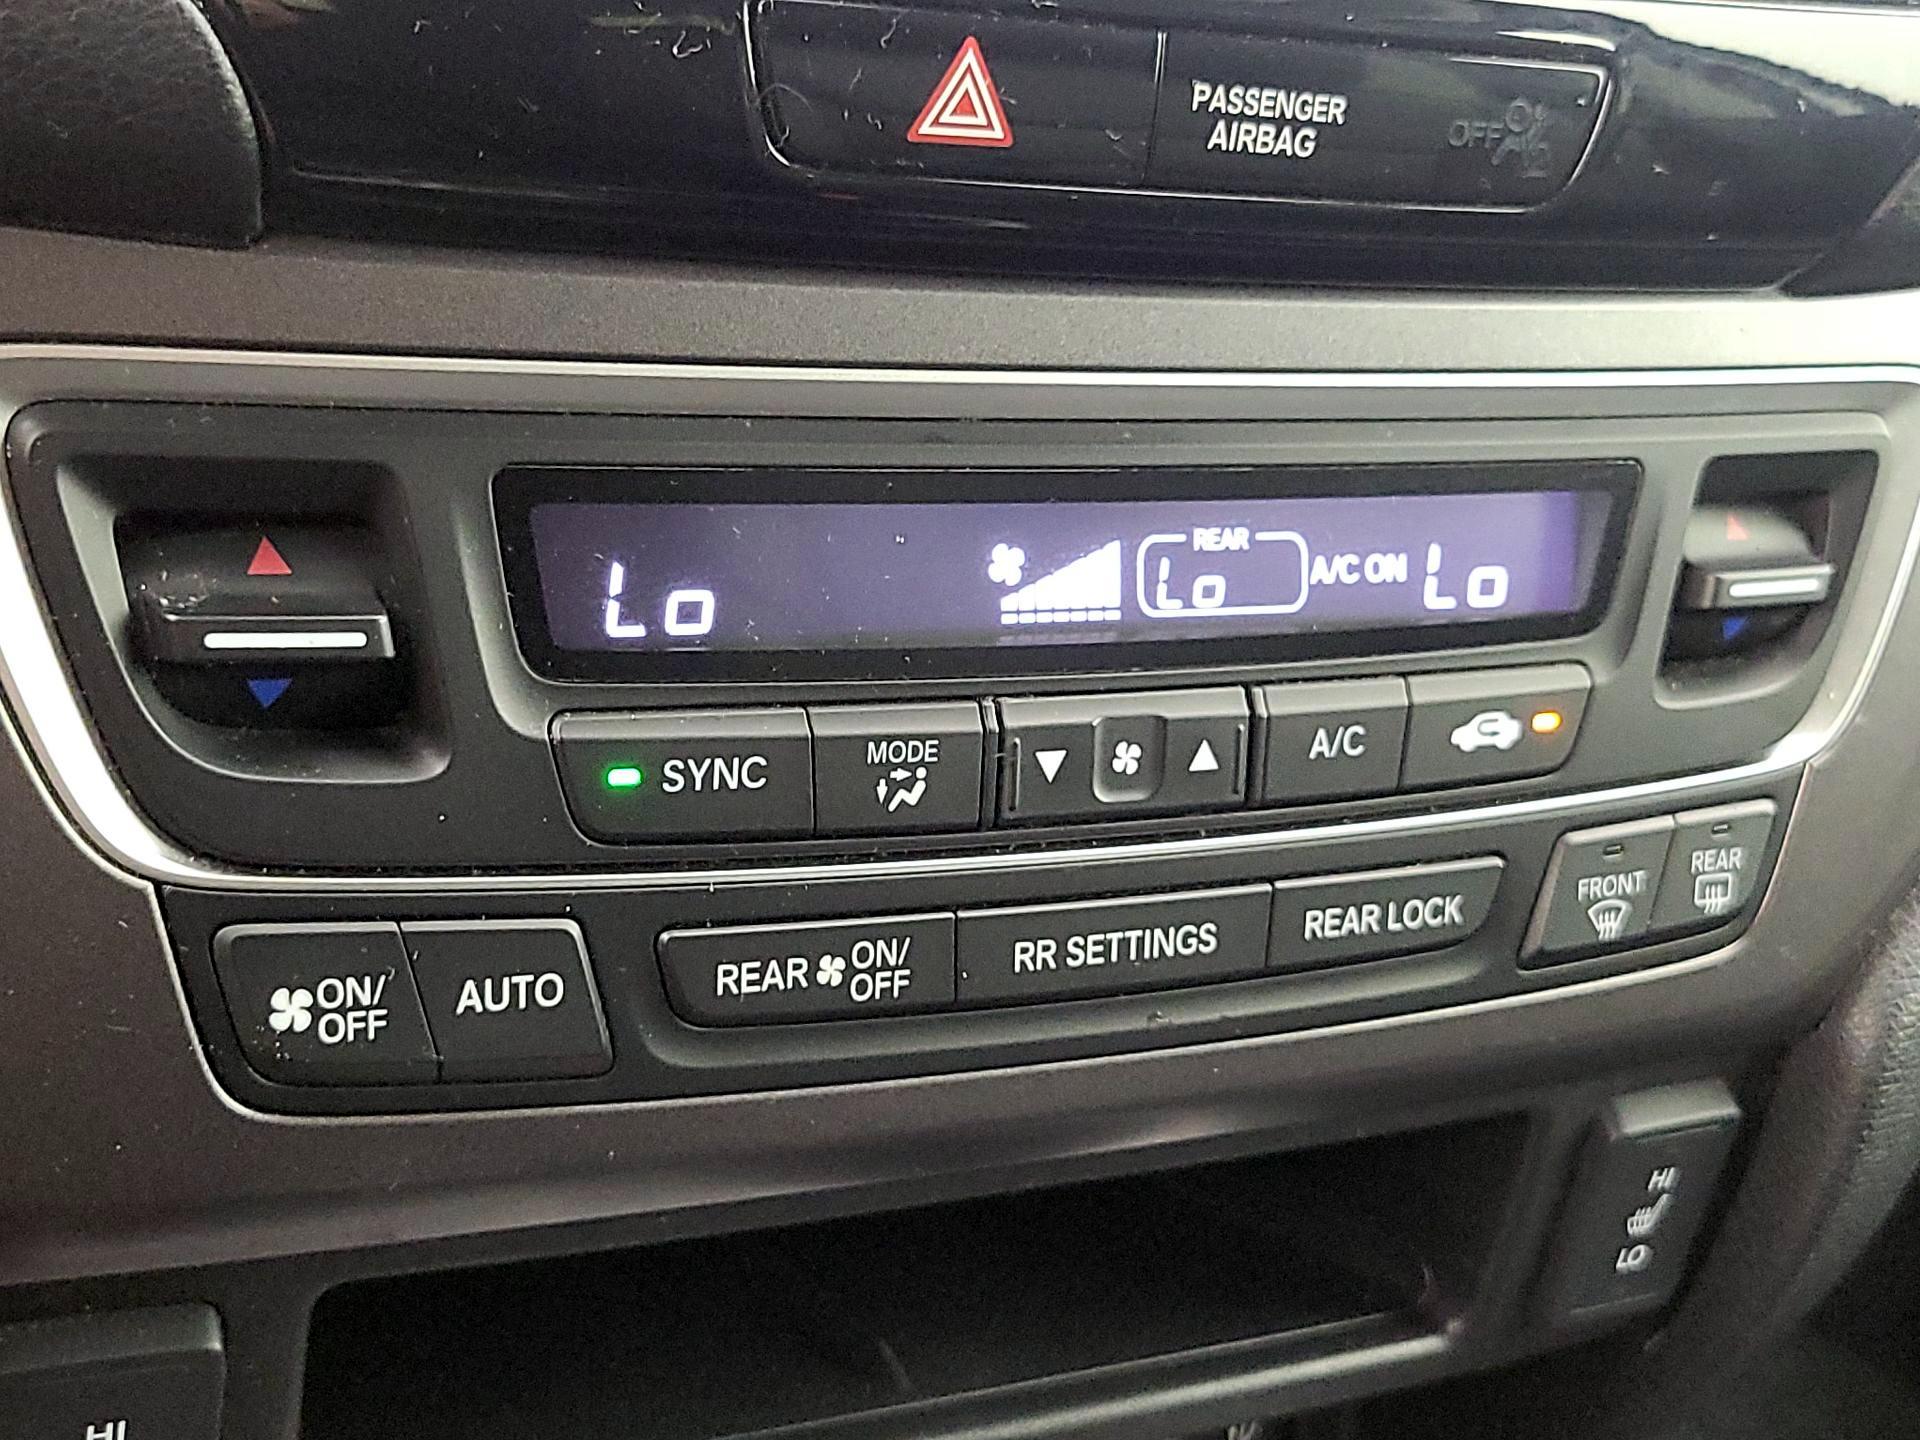 PASSENGER
AIRBAG
OFF
Lo
REAR
Lo
A/C ON
Lo
SYNC
MODE
A/C
ON/
OFF
AUTO
REAR
ON/
OFF
RR SETTINGS
REAR LOCK
FRONT
REAR
HI
LO
HI